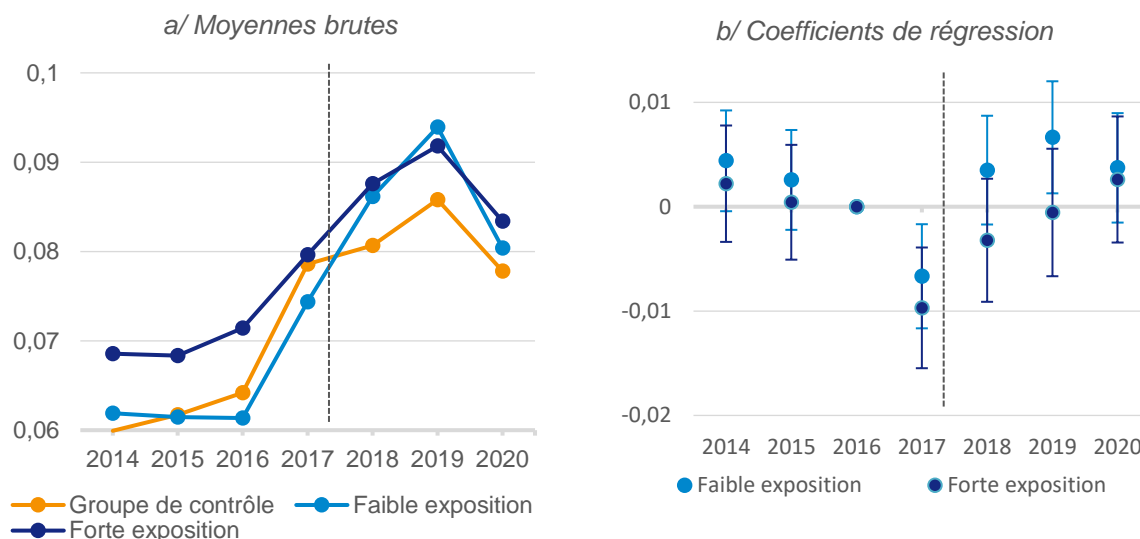 a/ Moyennes brutes
0,1
0,09
0,08
0,07
0,06
2014 2015 2016 2017 2018 2019 2020
Groupe de contrôle Faible exposition
Forte exposition
b/ Coefficients de régression
0,01
0
-0,01
-0,02
2014 2015 2016 2017 2018 2019 2020
Faible exposition Forte exposition